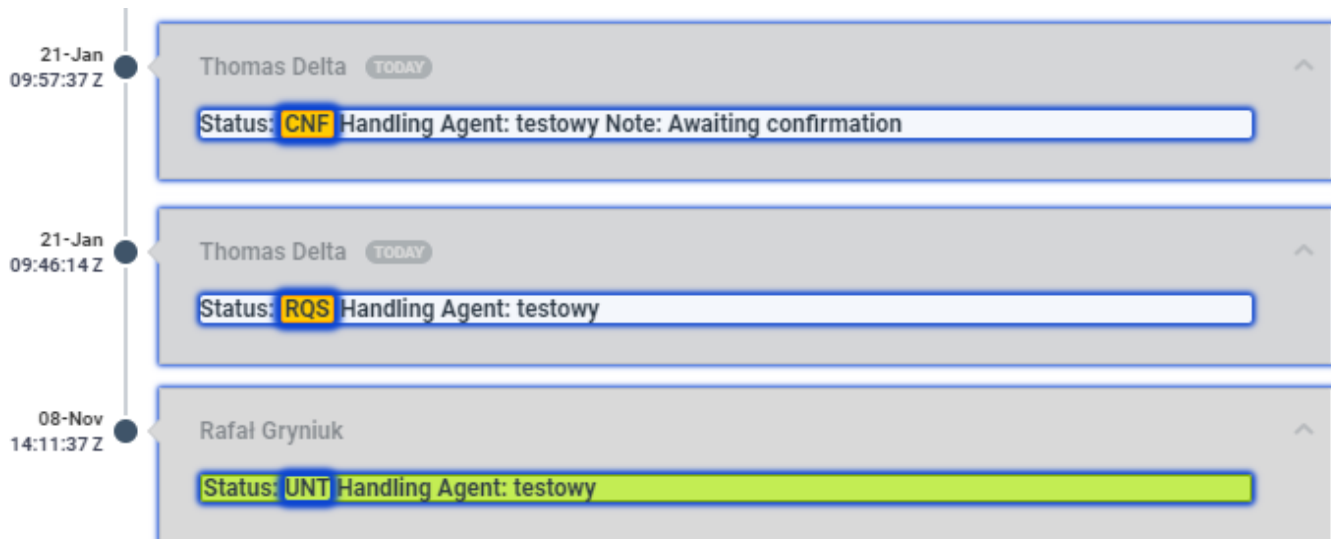 21-Jan
09:57:37 Z
Thomas Delta TODAY
Status: CNF Handling Agent: testowy Note: Awaiting confirmation
21-Jan
09:46:14 Z
Thomas Delta TODAY
Status: RQS Handling Agent: testowy
08-Nov
14:11:37 Z
Rafał Gryniuk
Status: UNT Handling Agent: testowy